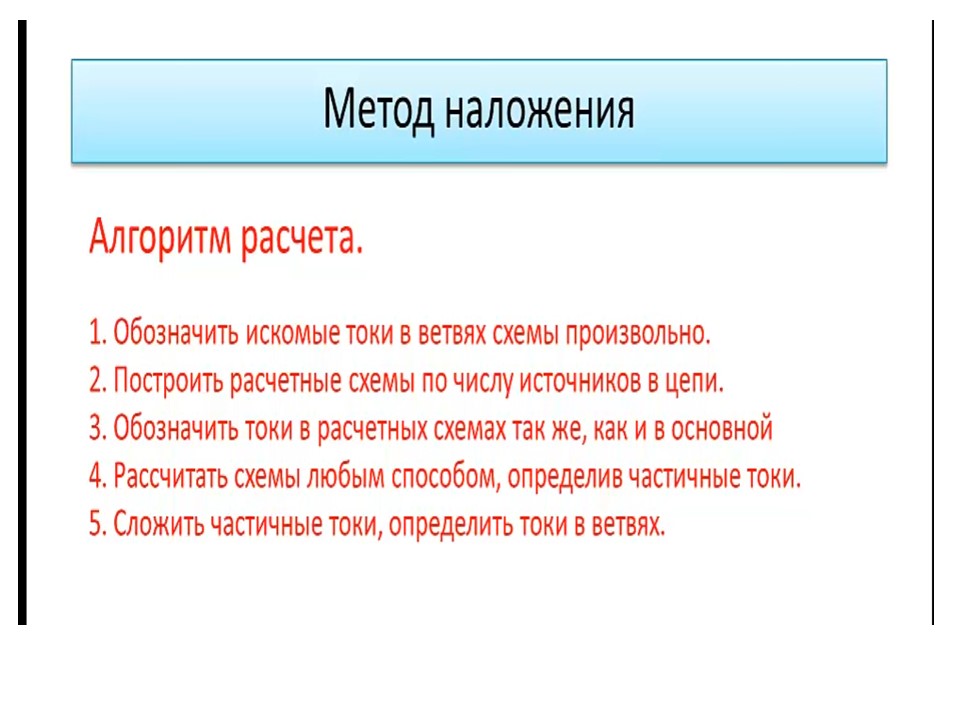 Метод наложения
Алгоритм расчета.
1. Обозначить искомые токи в ветвях схемы произвольно.
2. Построить расчетные схемы по числу источников в цепи.
3. Обозначить токи в расчетных схемах так же, как и в основной
4. Рассчитать схемы любым способом, определив частичные токи.
5. Сложить частичные токи, определить токи в ветвях.